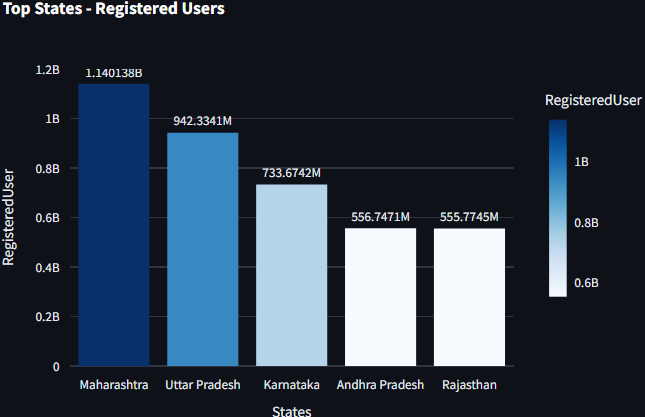 Top States - Registered Users
1.2B
1B
0.8B
0.6B
0.4B
0.2B
0
RegisteredUser
1.140138B
942.3341M
733.6742M
556.7471M
555.7745M
Maharashtra
Uttar Pradesh
Karnataka
Andhra Pradesh
Rajasthan
States
RegisteredUser
1B
0.8B
0.6B